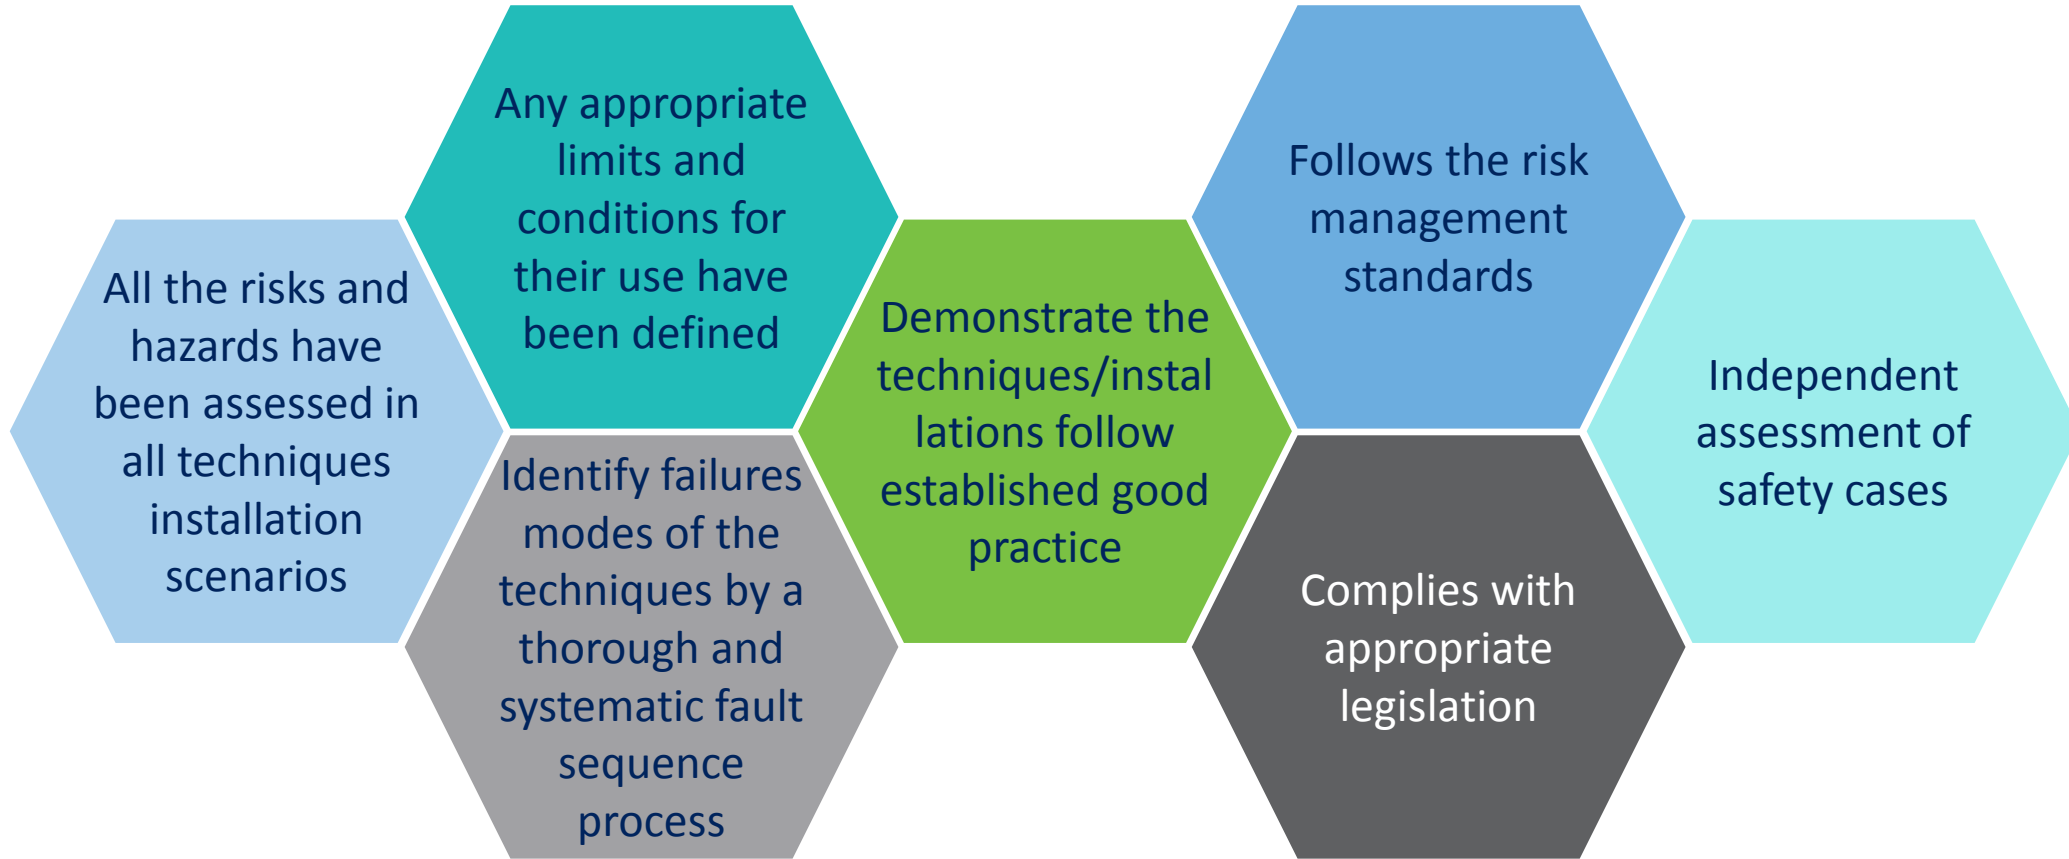 All the risks and
hazards have
been assessed in
all techniques
installation
scenarios
Any appropriate
limits and
conditions for
their use have
been defined
Identify failures
modes of the
techniques by a
thorough and
systematic fault
sequence
process
Demonstrate the
techniques/instal
lations follow
established good
practice
Follows the risk
management
standards
Complies with
appropriate
legislation
Independent
assessment of
safety cases